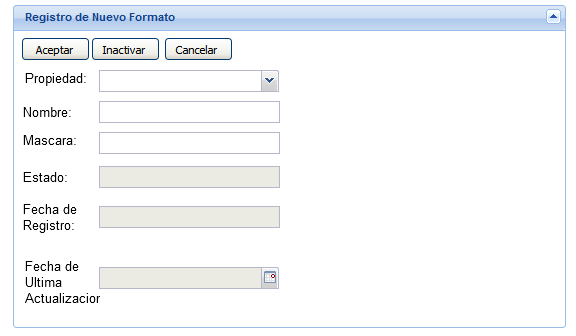 Registro de Nuevo Formato
Aceptar Inactivar Cancelar
Propiedad:
Nombre:
Mascara:
Estado:
Fecha de
Registro:
Fecha de
Ultima
Actualizacior